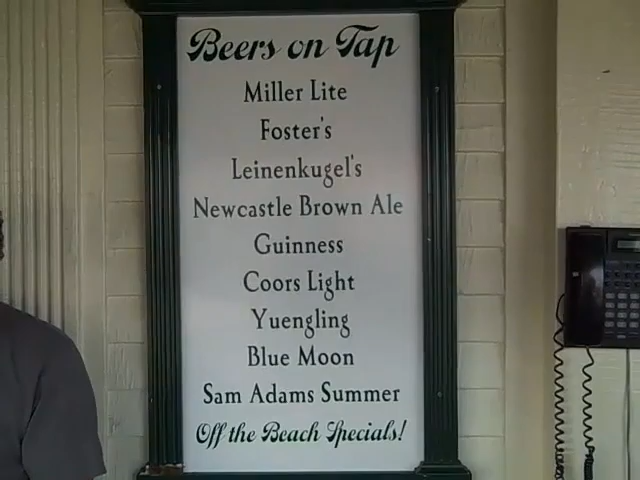 Beers on Tap
Miller Lite
Foster's
Leinenkugel's
Newcastle Brown Ale
Guinness
Coors Light
Yuengling
Blue Moon
Sam Adams Summer
Off the Beach Specials!